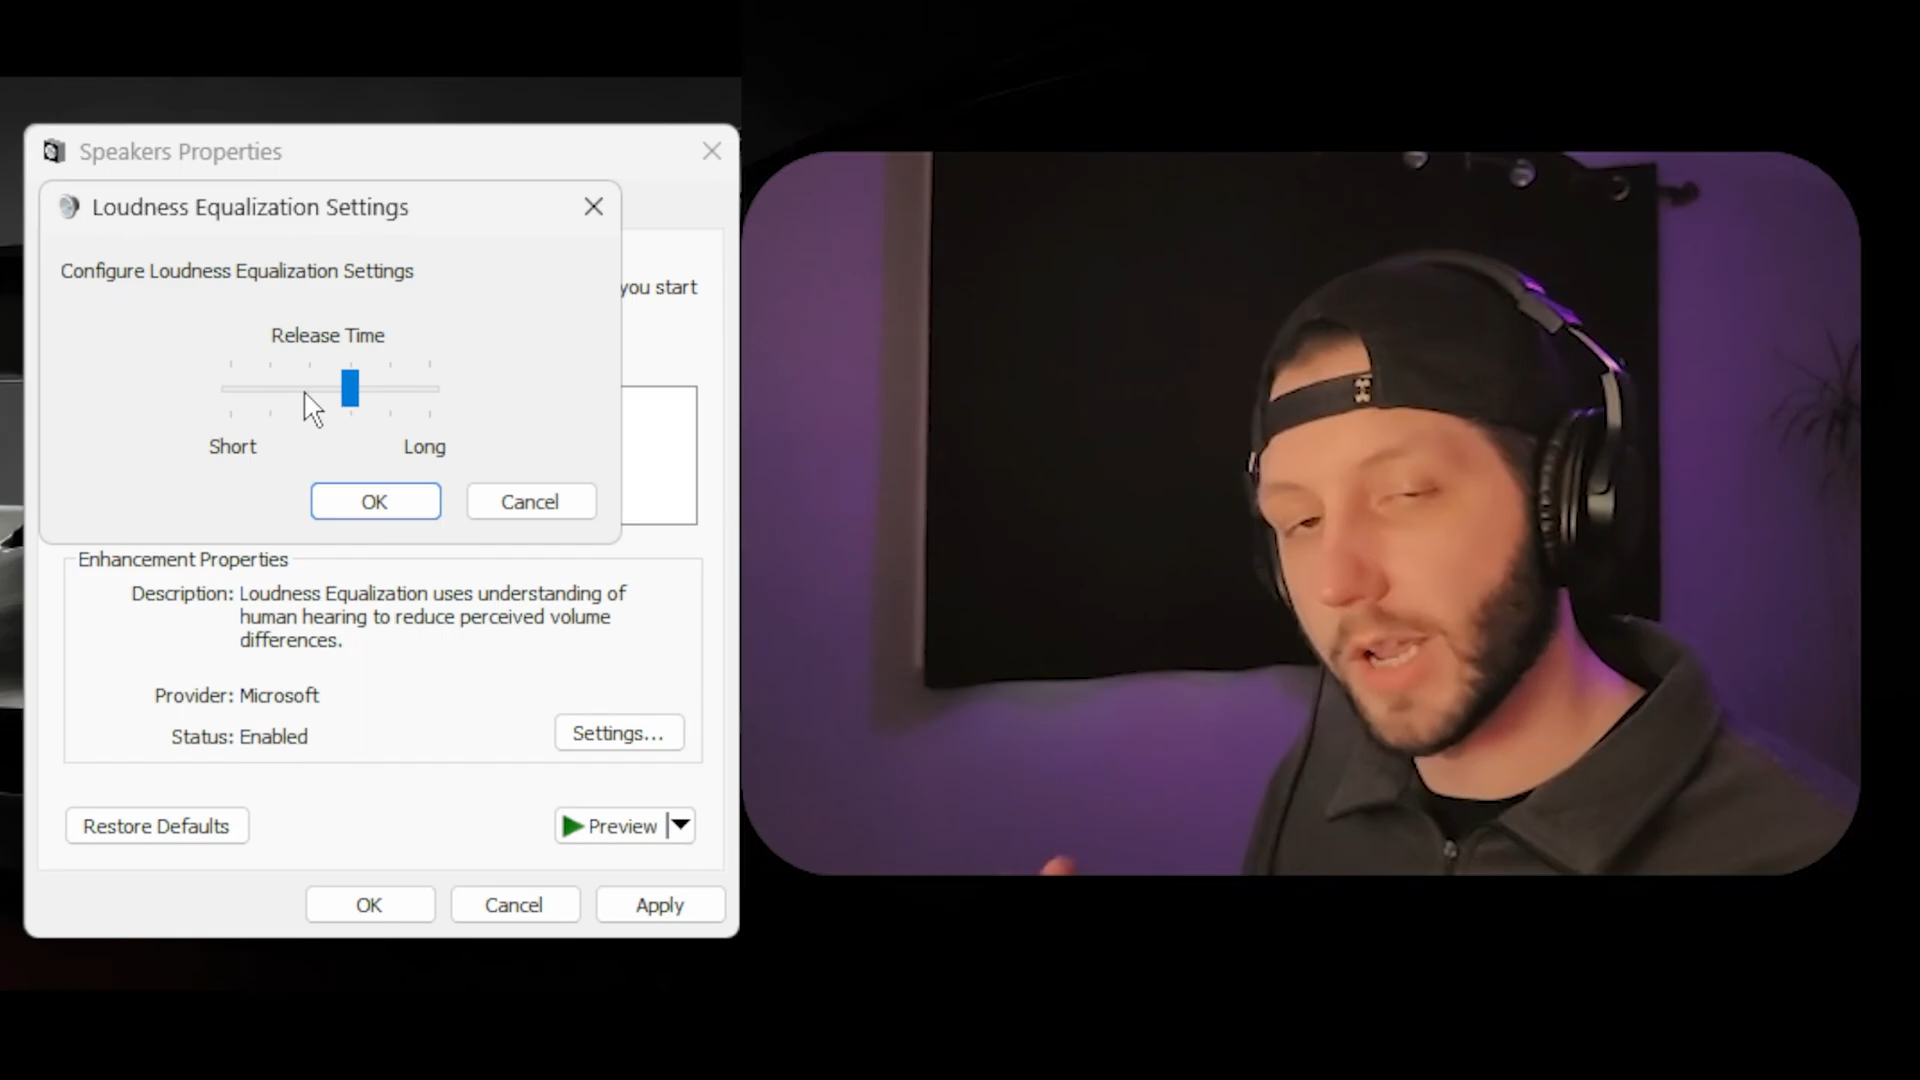 Speakers Properties
Loudness Equalization Settings
Configure Loudness Equalization Settings
you start
Release Time
Short Long
OK Cancel
Enhancement Properties
Description: Loudness Equalization uses understanding of
human hearing to reduce perceived volume
differences.
Provider: Microsoft
Status: Enabled
Settings...
Restore Defaults
Preview
OK Cancel Apply